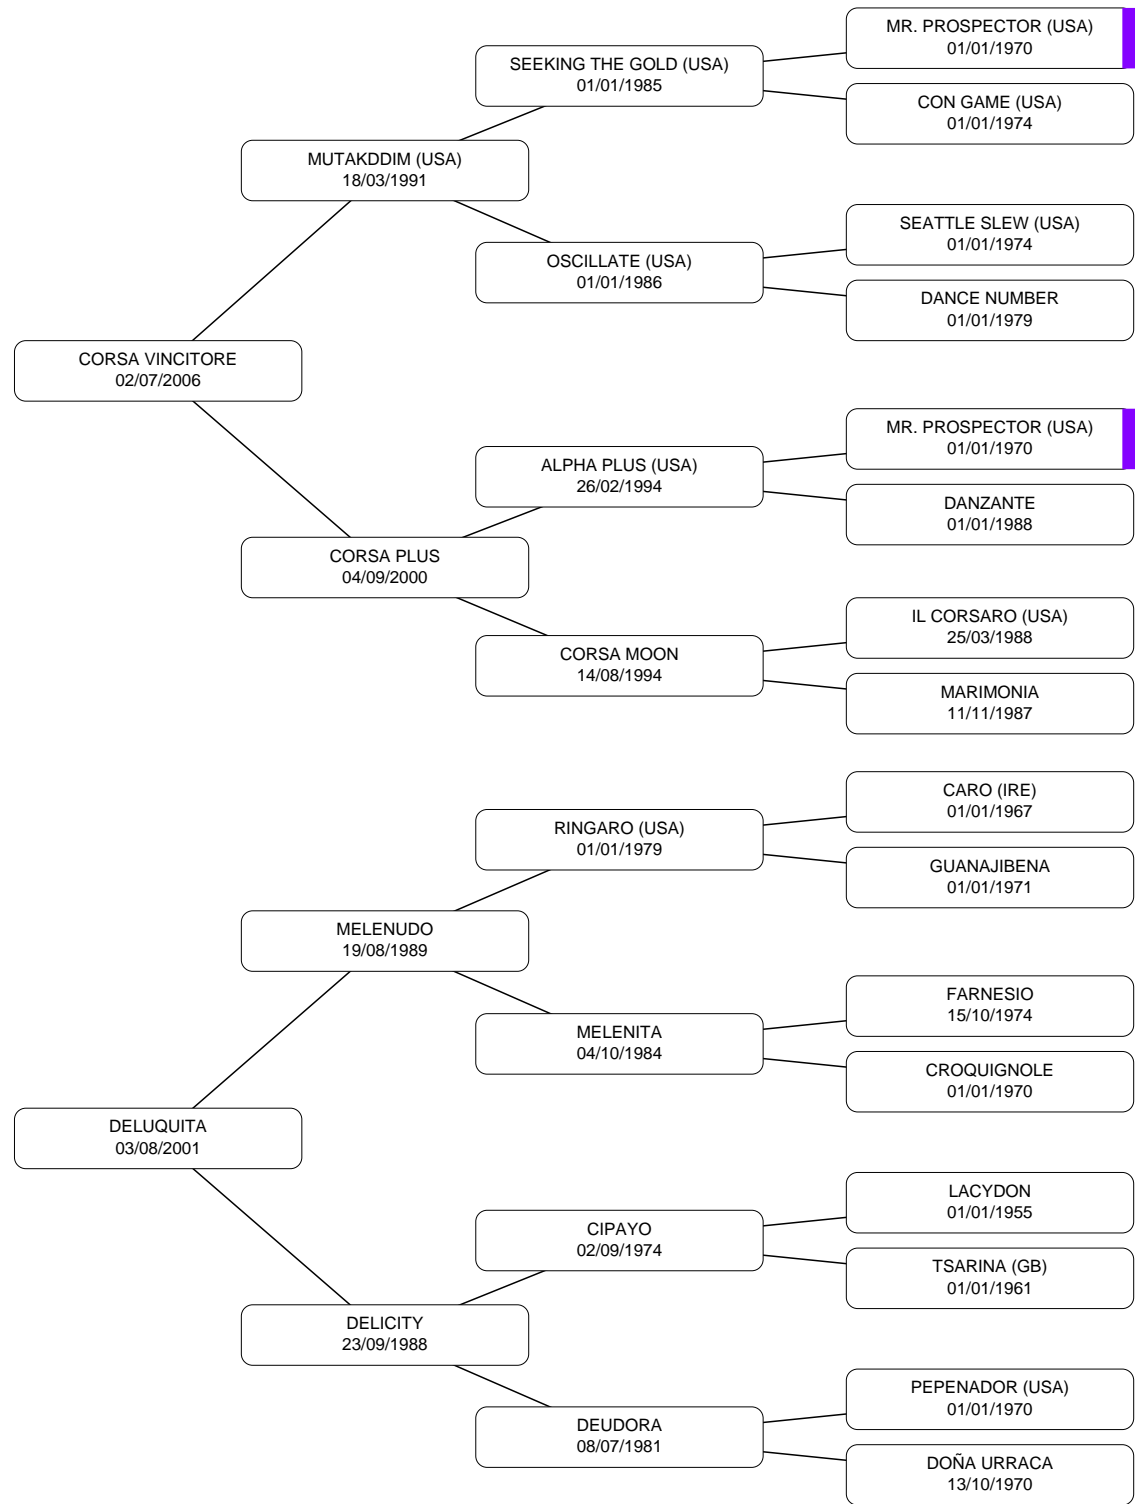 MR. PROSPECTOR (USA)
01/01/1970
SEEKING THE GOLD (USA)
01/01/1985
CON GAME (USA)
01/01/1974
MUTAKDDIM (USA)
18/03/1991
SEATTLE SLEW (USA)
01/01/1974
OSCILLATE (USA)
01/01/1986
DANCE NUMBER
01/01/1979
CORSA VINCITORE
02/07/2006
MR. PROSPECTOR (USA)
01/01/1970
ALPHA PLUS (USA)
26/02/1994
DANZANTE
01/01/1988
CORSA PLUS
04/09/2000
IL CORSARO (USA)
25/03/1988
CORSA MOON
14/08/1994
MARIMONIA
11/11/1987
CARO (IRE)
01/01/1967
RINGARO (USA)
01/01/1979
GUANAJIBENA
01/01/1971
MELENUDO
19/08/1989
FARNESIO
15/10/1974
MELENITA
04/10/1984
CROQUIGNOLE
01/01/1970
DELUQUITA
03/08/2001
LACYDON
01/01/1955
CIPAYO
02/09/1974
TSARINA (GB)
01/01/1961
DELICITY
23/09/1988
PEPENADOR (USA)
01/01/1970
DEUDORA
08/07/1981
DOÑA URRACA
13/10/1970